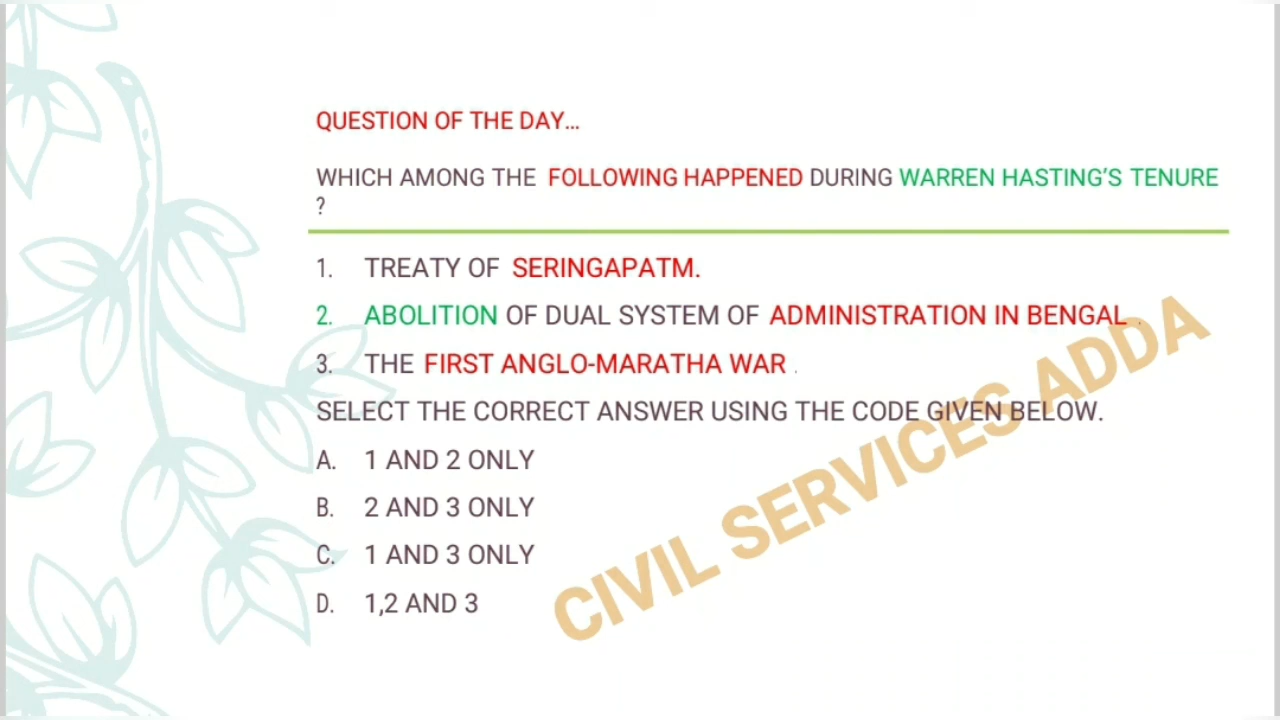 QUESTION OF THE DAY...
WHICH AMONG THE FOLLOWING HAPPENED DURING WARREN HASTING'S TENURE
?
1. TREATY OF SERINGAPATM.
2. ABOLITION OF DUAL SYSTEM OF ADMINISTRATION IN BENGAL .
3. THE FIRST ANGLO-MARATHA WAR .
SELECT THE CORRECT ANSWER USING THE CODE GIVEN BELOW.
A. 1 AND 2 ONLY
B. 2 AND 3 ONLY
C. 1 AND 3 ONLY
D. 1,2 AND 3
CIVIL SERVICES ADDA